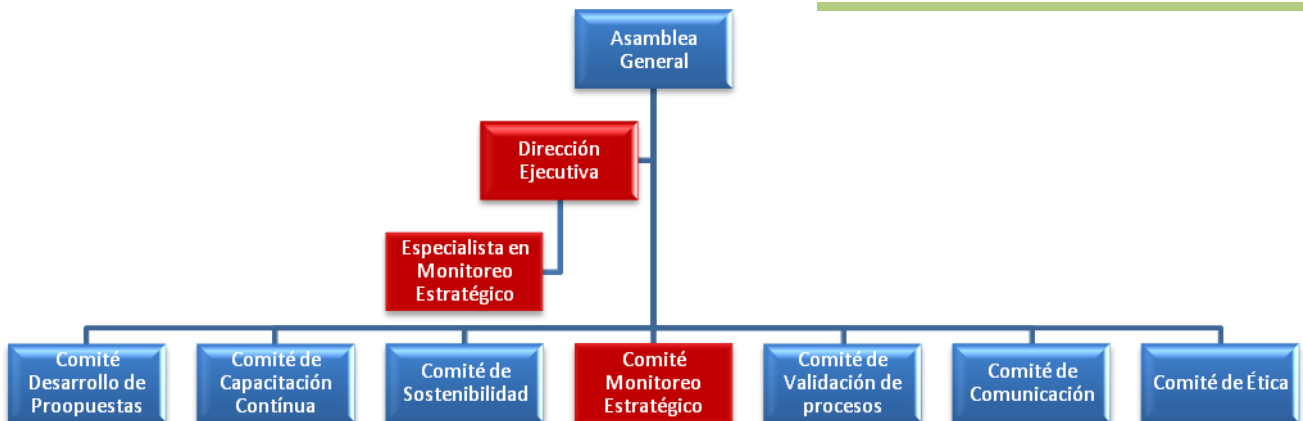 Asamblea
General
Dirección
Ejecutiva
Especialista en
Monitoreo
Estratégico
Comité
Desarrollo de
Proopuestas
Comité de
Capacitación
Contínua
Comité de
Sostenibilidad
Comité
Monitoreo
Estratégico
Comité de
Validación de
procesos
Comité de
Comunicación
Comité de Ética